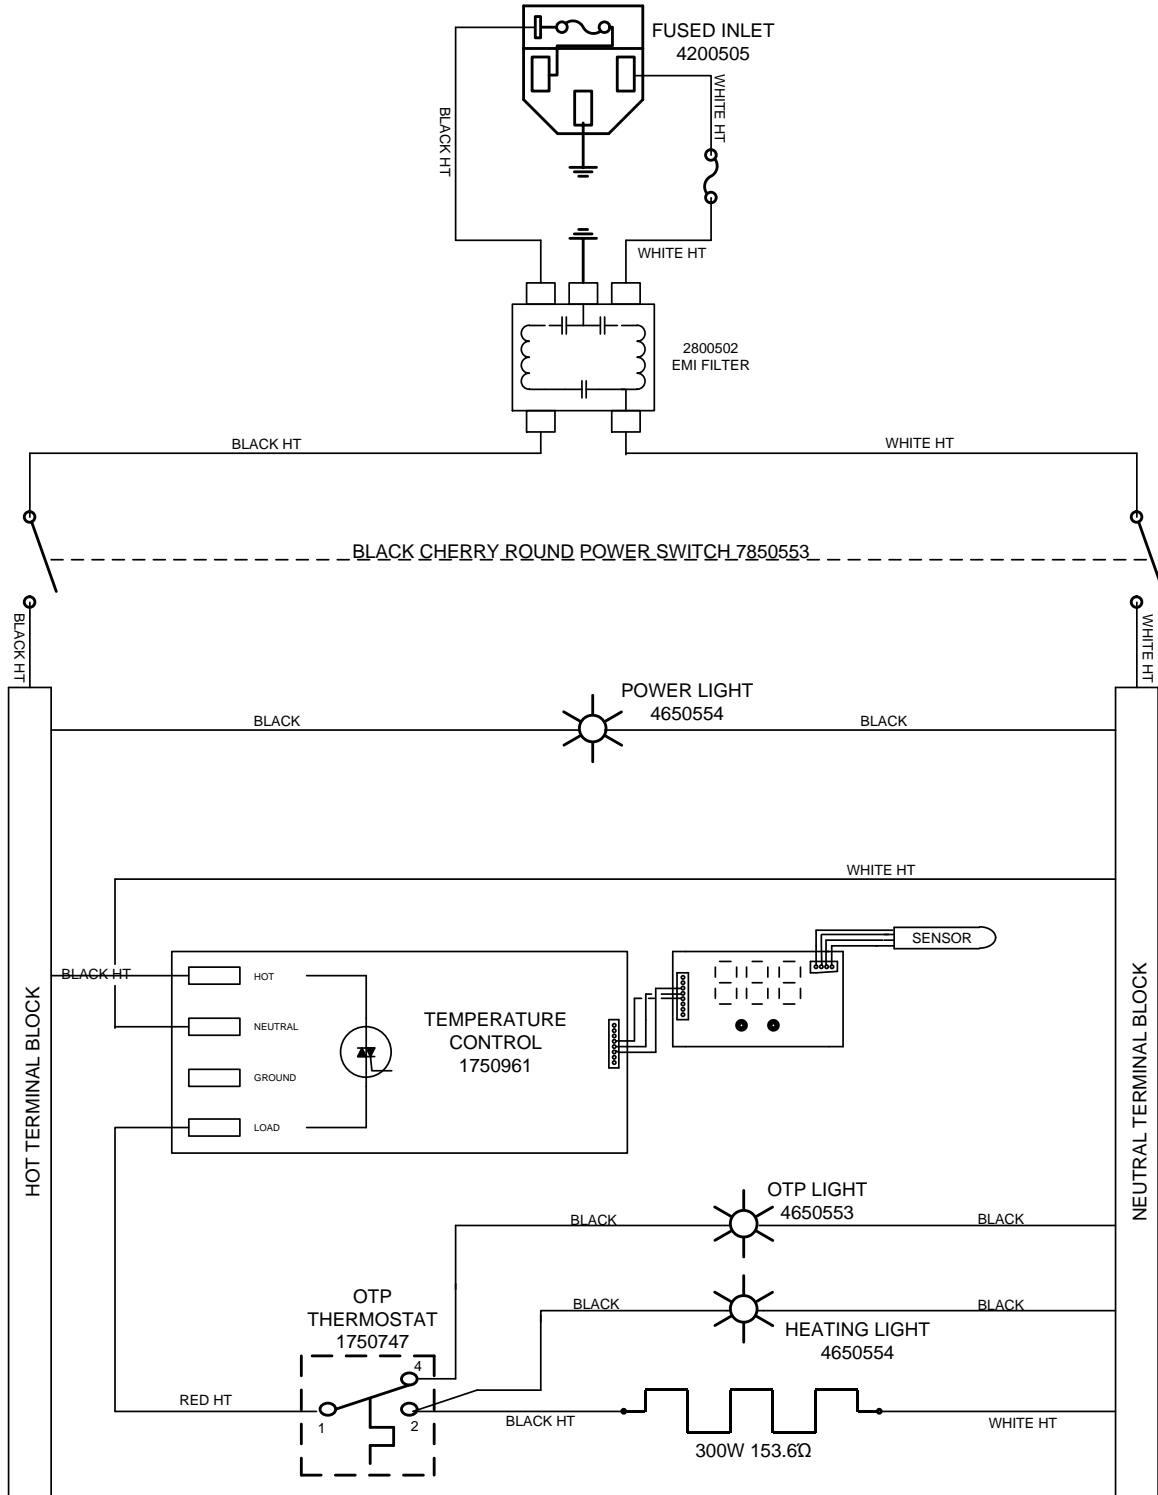 FUSED INLET
4200505
BLACK HT
WHITE HT
WHITE HT
2800502
EMI FILTER
BLACK HT
WHITE HT
BLACK CHERRY ROUND POWER SWITCH 7850553
BLACK HT
WHITE HT
POWER LIGHT
4650554
BLACK
BLACK
WHITE HT
SENSOR
BLACK HT
HOT
NEUTRAL
GROUND
LOAD
TEMPERATURE
CONTROL
1750961
HOT TERMINAL BLOCK
NEUTRAL TERMINAL BLOCK
OTP LIGHT
4650553
BLACK
BLACK
OTP
THERMOSTAT
1750747
BLACK
BLACK
HEATING LIGHT
4650554
4
RED HT
1
2
BLACK HT
WHITE HT
300W 153.6Ω